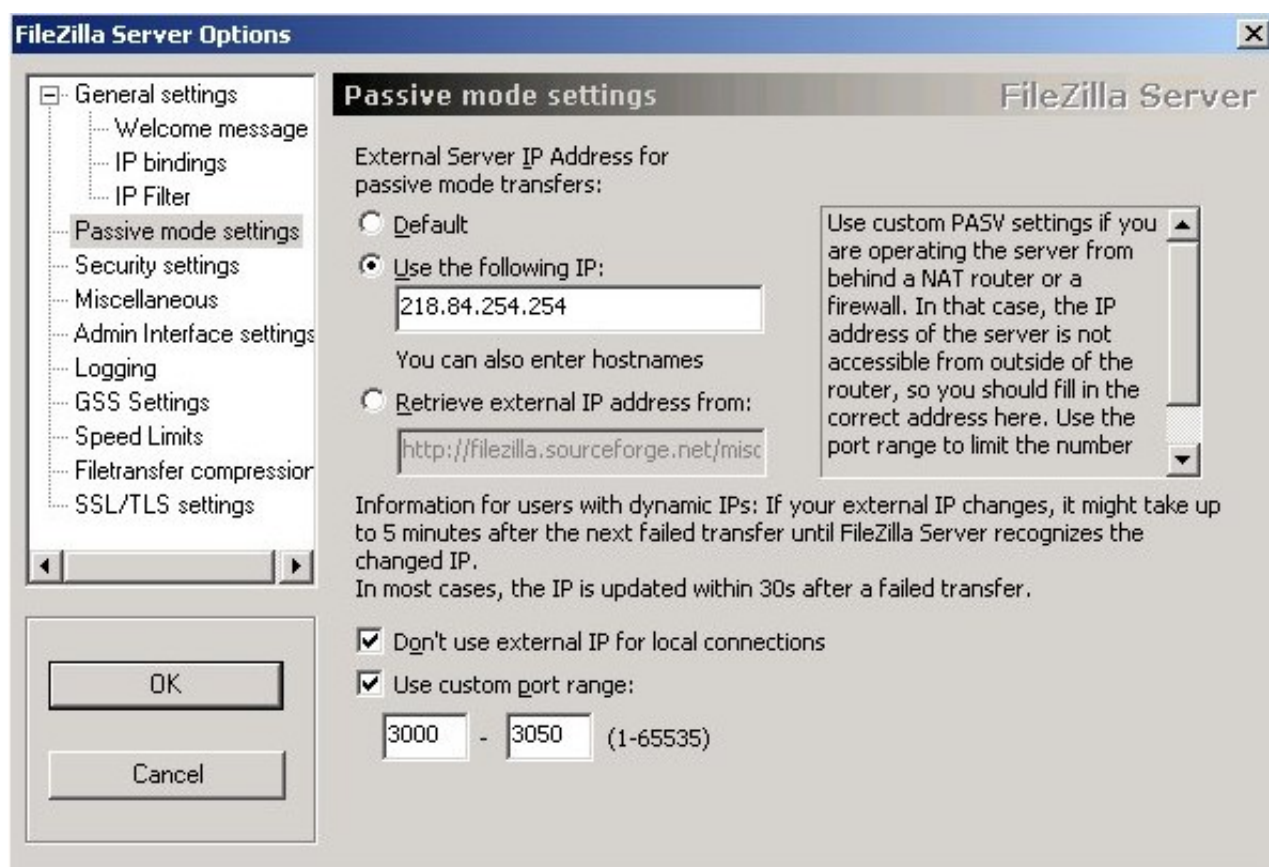 FileZilla Server Options
General settings
Welcome message
IP bindings
IP Filter
Passive mode settings
Security settings
Miscellaneous
Admin Interface settings
Logging
GSS Settings
Speed Limits
Filetransfer compression
SSL/TLS settings
OK
Cancel
Passive mode settings
FileZilla Server
External Server IP Address for
passive mode transfers:
Default
Use the following IP:
218.84.254.254
You can also enter hostnames
Retrieve external IP address from:
http://filezilla.sourceforge.net/misc
Use custom PASV settings if you
are operating the server from
behind a NAT router or a
firewall. In that case, the IP
address of the server is not
accessible from outside of the
router, so you should fill in the
correct address here. Use the
port range to limit the number
Information for users with dynamic IPs: If your external IP changes, it might take up
to 5 minutes after the next failed transfer until FileZilla Server recognizes the
changed IP.
In most cases, the IP is updated within 30s after a failed transfer.
Don't use external IP for local connections
Use custom port range:
3000 - 3050 (1-65535)